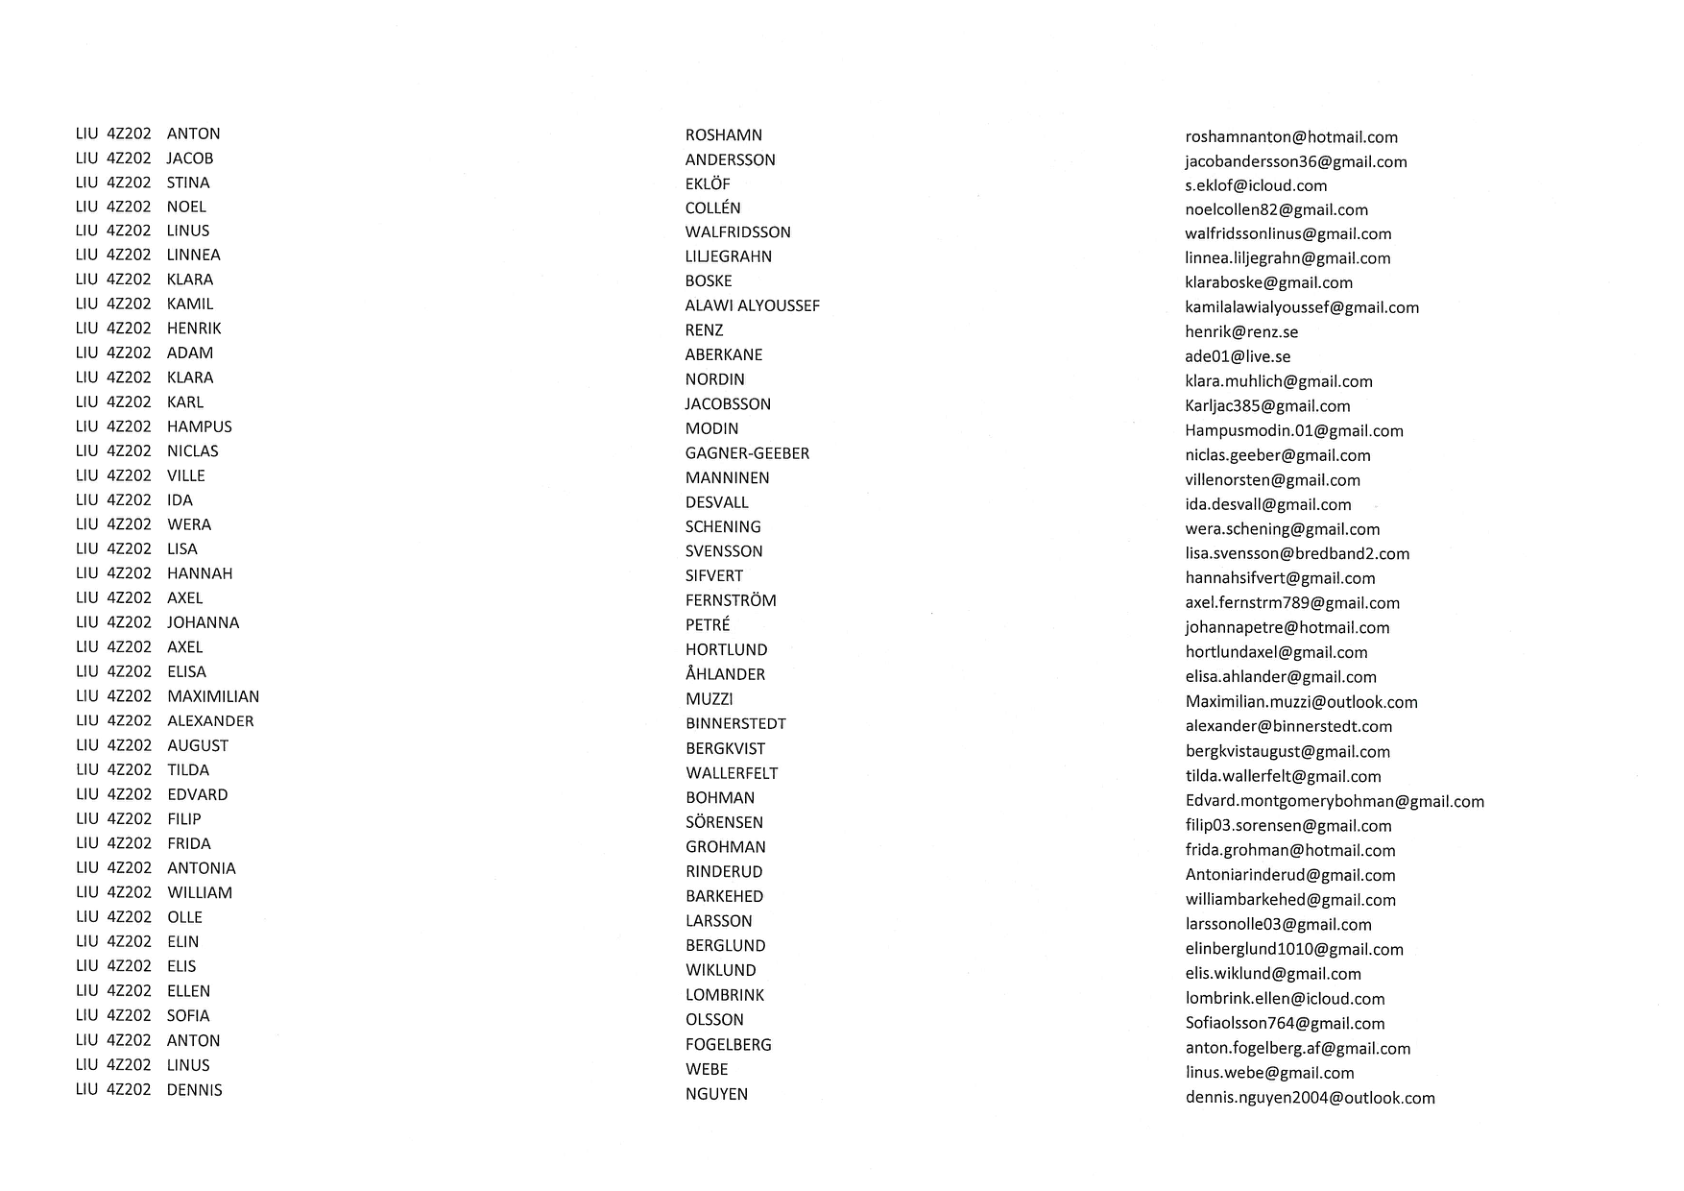 LIU 4Z202 ANTON ROSHAMN roshamnanton@hotmail.com
LIU 4Z202 JACOB ANDERSSON jacobandersson36@gmail.com
LIU 4Z202 STINA EKLÖF s.eklof@icloud.com
LIU 4Z202 NOEL COLLÉN noelcollen82@gmail.com
LIU 4Z202 LINUS WALFRIDSSON walfridssonlinus@gmail.com
LIU 4Z202 LINNEA LILJEGRAHN linnea.liljegrahn@gmail.com
LIU 4Z202 KLARA BOSKE klaraboske@gmail.com
LIU 4Z202 KAMIL ALAWI ALYOUSSEF kamilalawialyoussef@gmail.com
LIU 4Z202 HENRIK RENZ henrik@renz.se
LIU 4Z202 ADAM ABERKANE ade01@live.se
LIU 4Z202 KLARA NORDIN klara.muhlich@gmail.com
LIU 4Z202 KARL JACOBSSON Karljac385@gmail.com
LIU 4Z202 HAMPUS MODIN Hampusmodin.01@gmail.com
LIU 4Z202 NICLAS GAGNER-GEEBER niclas.geeber@gmail.com
LIU 4Z202 VILLE MANNINEN villenorsten@gmail.com
LIU 4Z202 IDA DESVALL ida.desvall@gmail.com
LIU 4Z202 WERA SCHENING wera.schening@gmail.com
LIU 4Z202 LISA SVENSSON lisa.svensson@bredband2.com
LIU 4Z202 HANNAH SIFVERT hannahsifvert@gmail.com
LIU 4Z202 AXEL FERNSTRÖM axel.fernstrm789@gmail.com
LIU 4Z202 JOHANNA PETRÉ johannapetre@hotmail.com
LIU 4Z202 AXEL HORTLUND hortlundaxel@gmail.com
LIU 4Z202 ELISA ÅHLANDER elisa.ahlander@gmail.com
LIU 4Z202 MAXIMILIAN MUZZI Maximilian.muzzi@outlook.com
LIU 4Z202 ALEXANDER BINNERSTEDT alexander@binnerstedt.com
LIU 4Z202 AUGUST BERGKVIST bergkvistaugust@gmail.com
LIU 4Z202 TILDA WALLERFELT tilda.wallerfelt@gmail.com
LIU 4Z202 EDVARD BOHMAN Edvard.montgomerybohman@gmail.com
LIU 4Z202 FILIP SÖRENSEN filip03.sorensen@gmail.com
LIU 4Z202 FRIDA GROHMAN frida.grohman@hotmail.com
LIU 4Z202 ANTONIA RINDERUD Antoniarinderud@gmail.com
LIU 4Z202 WILLIAM BARKEHED williambarkehed@gmail.com
LIU 4Z202 OLLE LARSSON larssonolle03@gmail.com
LIU 4Z202 ELIN BERGLUND elinberglund1010@gmail.com
LIU 4Z202 ELIS WIKLUND elis.wiklund@gmail.com
LIU 4Z202 ELLEN LOMBRINK lombrink.ellen@icloud.com
LIU 4Z202 SOFIA OLSSON Sofiaolsson764@gmail.com
LIU 4Z202 ANTON FOGELBERG anton.fogelberg.af@gmail.com
LIU 4Z202 LINUS WEBE linus.webe@gmail.com
LIU 4Z202 DENNIS NGUYEN dennis.nguyen2004@outlook.com